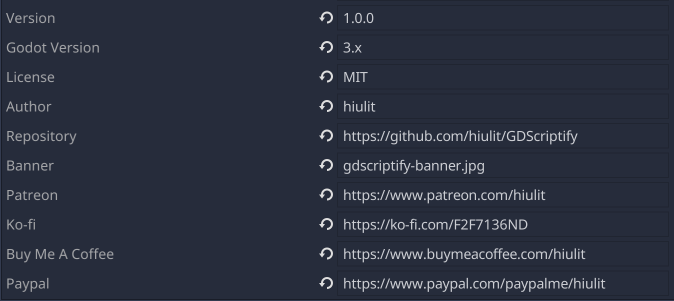 Version 1.0.0
Godot Version 3.x
License MIT
Author hiulit
Repository https://github.com/hiulit/GDScriptify
Banner gdscriptify-banner.jpg
Patreon https://www.patreon.com/hiulit
Ko-fi https://ko-fi.com/F2F7136ND
Buy Me A Coffee https://www.buymeacoffee.com/hiulit
Paypal https://www.paypal.com/paypalme/hiulit